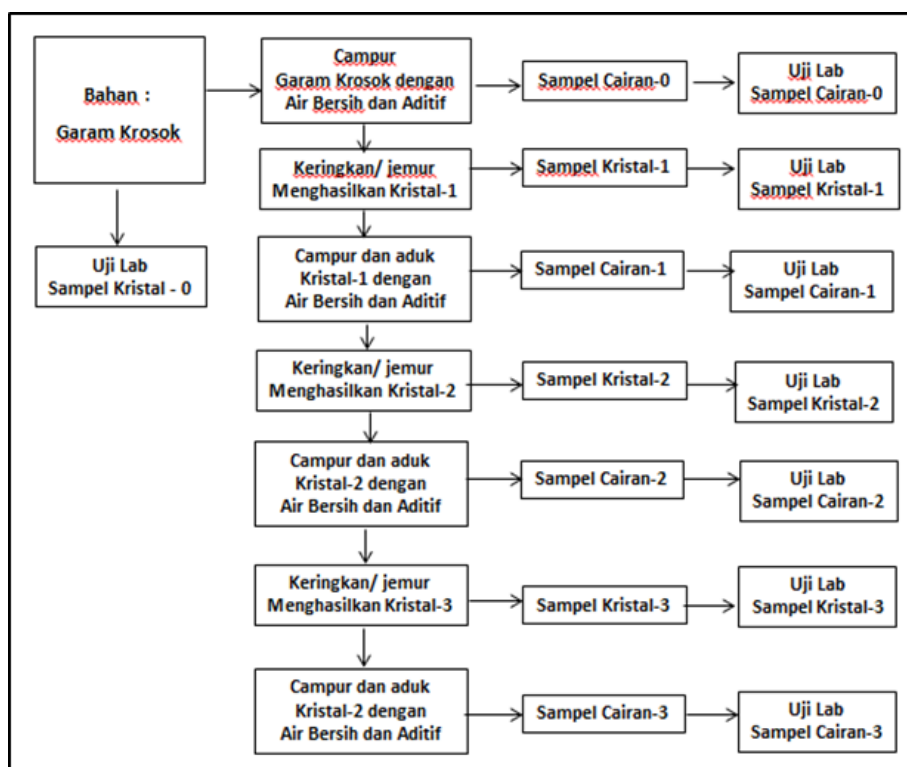 Bahan :
Garam Krosok
Uji Lab
Sampel Kristal - 0
Campur
Garam Krosok dengan
Air Bersih dan Aditif
Sampel Cairan-0
Uji Lab
Sampel Cairan-0
Keringkan/ jemur
Menghasilkan Kristal-1
Sampel Kristal-1
Uji Lab
Sampel Kristal-1
Campur dan aduk
Kristal-1 dengan
Air Bersih dan Aditif
Sampel Cairan-1
Uji Lab
Sampel Cairan-1
Keringkan/ jemur
Menghasilkan Kristal-2
Sampel Kristal-2
Uji Lab
Sampel Kristal-2
Campur dan aduk
Kristal-2 dengan
Air Bersih dan Aditif
Sampel Cairan-2
Uji Lab
Sampel Cairan-2
Keringkan/ jemur
Menghasilkan Kristal-3
Sampel Kristal-3
Uji Lab
Sampel Kristal-3
Campur dan aduk
Kristal-2 dengan
Air Bersih dan Aditif
Sampel Cairan-3
Uji Lab
Sampel Cairan-3